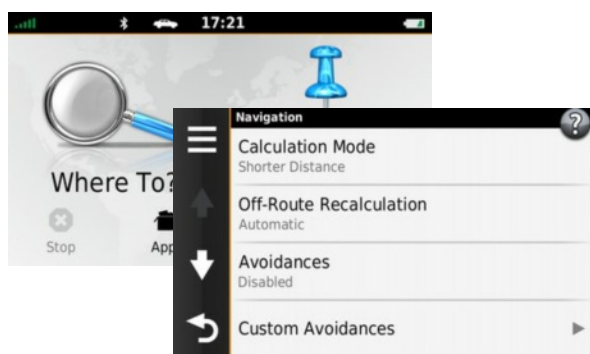 17:21
Where To?
Stop
App
Navigation
?
Calculation Mode
Shorter Distance
Off-Route Recalculation
Automatic
Avoidances
Disabled
Custom Avoidances